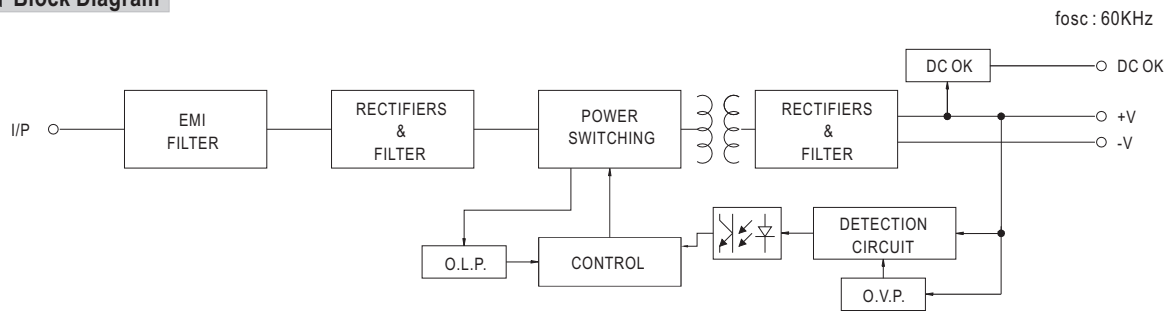 Block Diagram
fosc : 60KHz
DC OK
DC OK
I/P
EMI
FILTER
RECTIFIERS
&
FILTER
POWER
SWITCHING
RECTIFIERS
&
FILTER
+V
-V
O.L.P.
CONTROL
DETECTION
CIRCUIT
O.V.P.